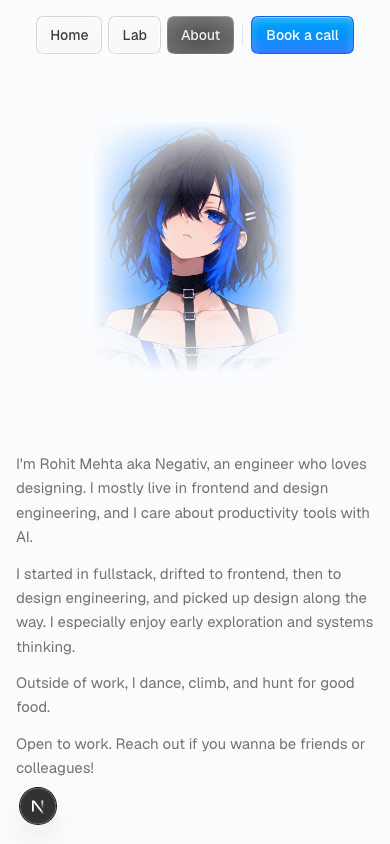 Home
Lab
About
Book a call
I'm Rohit Mehta aka Negativ, an engineer who loves
designing. I mostly live in frontend and design
engineering, and I care about productivity tools with
AI.
I started in fullstack, drifted to frontend, then to
design engineering, and picked up design along the
way. I especially enjoy early exploration and systems
thinking.
Outside of work, I dance, climb, and hunt for good
food.
Open to work. Reach out if you wanna be friends or
colleagues!
N